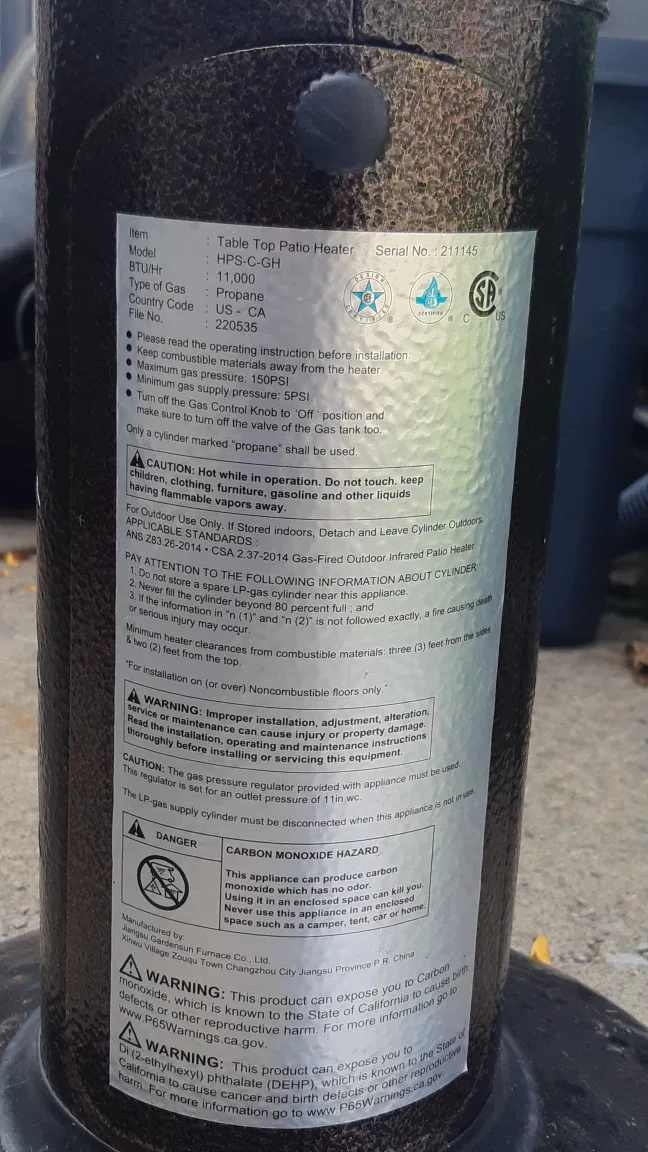 Item : Table Top Patio Heater Serial No. : 211145
Model : HPS-C-GH
BTU/Hr : 11,000
Type of Gas : Propane
Country Code : US - CA
File No. : 220535
DESIGN CERTIFIED ®
CERTIFIED ®
C SA US
• Please read the operating instruction before installation.
• Keep combustible materials away from the heater.
• Maximum gas pressure: 150PSI
• Minimum gas supply pressure: 5PSI
• Turn off the Gas Control Knob to 'Off' position and
make sure to turn off the valve of the Gas tank too.
Only a cylinder marked "propane" shall be used.
CAUTION: Hot while in operation. Do not touch. keep
children, clothing, furniture, gasoline and other liquids
having flammable vapors away.
For Outdoor Use Only. If Stored indoors, Detach and Leave Cylinder Outdoors.
APPLICABLE STANDARDS :
ANS Z83.26-2014 • CSA 2.37-2014 Gas-Fired Outdoor Infrared Patio Heater
PAY ATTENTION TO THE FOLLOWING INFORMATION ABOUT CYLINDER:
1. Do not store a spare LP-gas cylinder near this appliance.
2. Never fill the cylinder beyond 80 percent full ; and
3. If the information in "n (1)" and "n (2)" is not followed exactly, a fire causing death
or serious injury may occur.
Minimum heater clearances from combustible materials: three (3) feet from the sides
& two (2) feet from the top.
"For installation on (or over) Noncombustible floors only."
WARNING: Improper installation, adjustment, alteration,
service or maintenance can cause injury or property damage.
Read the installation, operating and maintenance instructions
thoroughly before installing or servicing this equipment.
CAUTION: The gas pressure regulator provided with appliance must be used.
This regulator is set for an outlet pressure of 11in wc.
The LP-gas supply cylinder must be disconnected when this appliance is not in use.
DANGER
CARBON MONOXIDE HAZARD
This appliance can produce carbon
monoxide which has no odor.
Using it in an enclosed space can kill you.
Never use this appliance in an enclosed
space such as a camper, tent, car or home.
Manufactured by:
Jiangsu Gardensun Furnace Co., Ltd.
Xinwu Village Zouqu Town Changzhou City Jiangsu Province P.R. China
WARNING: This product can expose you to Carbon
monoxide, which is known to the State of California to cause birth
defects or other reproductive harm. For more information go to
www.P65Warnings.ca.gov.
WARNING: This product can expose you to
Di (2-ethylhexyl) phthalate (DEHP), which is known to the State of
California to cause cancer and birth defects or other reproductive
harm. For more information go to www.P65Warnings.ca.gov.